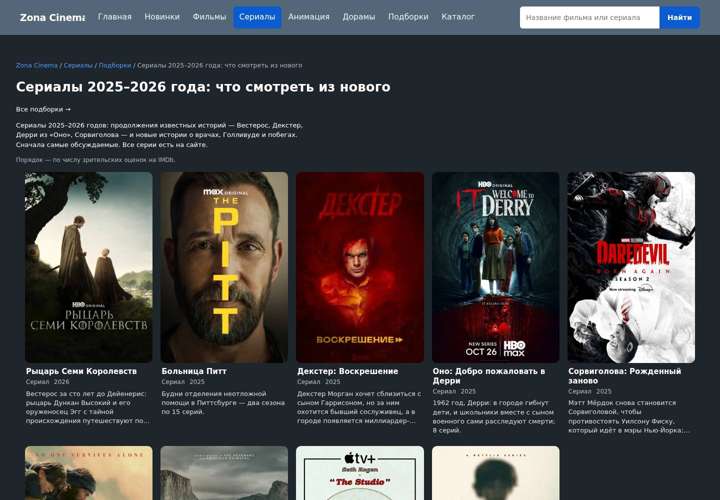 Zona Cinema
Главная
Новинки
Фильмы
Сериалы
Анимация
Дорамы
Подборки
Каталог
Название фильма или сериала
Найти
Zona Cinema / Сериалы / Подборки / Сериалы 2025–2026 года: что смотреть из нового
Сериалы 2025–2026 года: что смотреть из нового
Все подборки →
Сериалы 2025–2026 годов: продолжения известных историй — Вестерос, Декстер,
Дерри из «Оно», Сорвиголова — и новые истории о врачах, Голливуде и побегах.
Сначала самые обсуждаемые. Все серии есть на сайте.
Порядок — по числу зрительских оценок на IMDb.
HBO ORIGINAL
РЫЦАРЬ
СЕМИ КОРОЛЕВСТВ
max ORIGINAL
THE
PITT
ДЕКСТЕР
ВОСКРЕШЕНИЕ
HBO ORIGINAL
IT WELCOME TO
DERRY
NEW SERIES
OCT 26
HBO
max
DAREDEVIL
BORN AGAIN
SEASON 2
Now streaming
Disney+
Рыцарь Семи Королевств
Сериал 2026
Вестерос за сто лет до Дейенерис:
рыцарь Дункан Высокий и его
оруженосец Эгг с тайной
происхождения путешествуют по…
Больница Питт
Сериал 2025
Будни отделения неотложной
помощи в Питтсбурге — два сезона
по 15 серий.
Декстер: Воскрешение
Сериал 2025
Декстер Морган хочет сблизиться с
сыном Гаррисоном, но за ним
охотится бывший сослуживец, а в
городе появляется миллиардер-…
Оно: Добро пожаловать в
Дерри
Сериал 2025
1962 год, Дерри: в городе гибнут
дети, и школьники вместе с сыном
военного сами расследуют смерти;
8 серий.
Сорвиголова: Рожденный
заново
Сериал 2025
Мэтт Мёрдок снова становится
Сорвиголовой, чтобы
противостоять Уилсону Фиску,
который идёт в мэры Нью-Йорка;…
NO ONE SURVIVES ALONE
tv+
Seth Rogen
"The Studio"
A NETFLIX SERIES